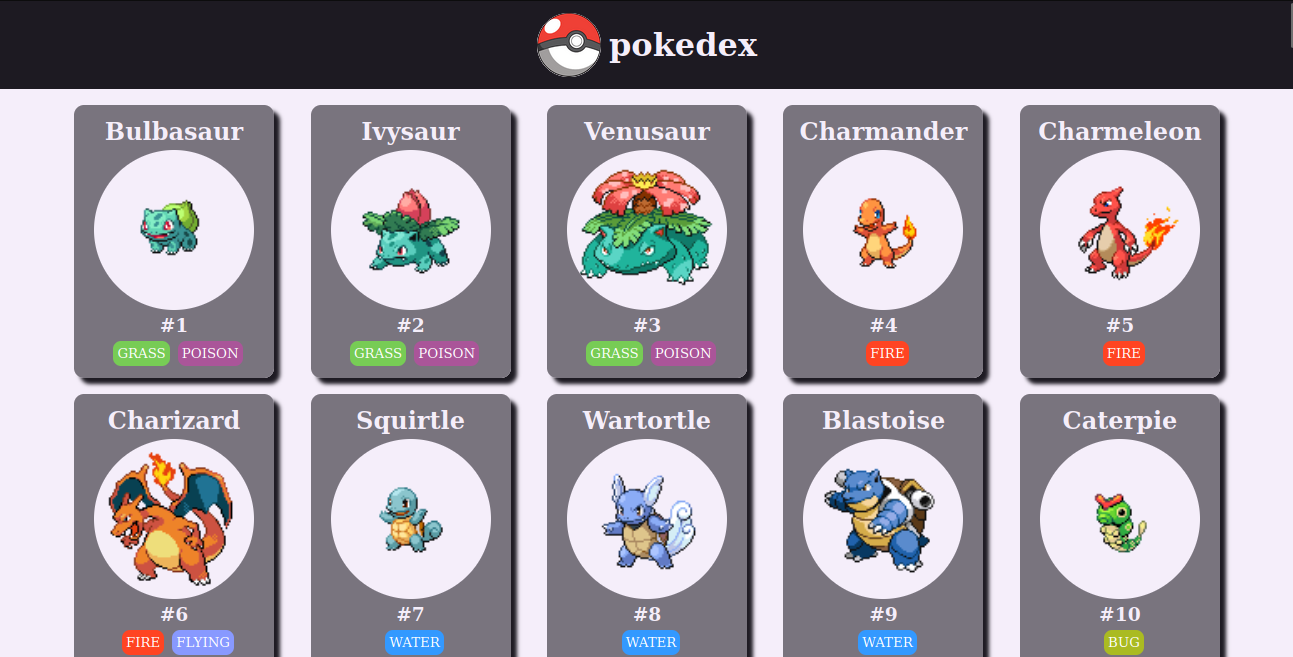 pokedex
Bulbasaur
#1
GRASS POISON
Ivysaur
#2
GRASS POISON
Venusaur
#3
GRASS POISON
Charmander
#4
FIRE
Charmeleon
#5
FIRE
Charizard
#6
FIRE FLYING
Squirtle
#7
WATER
Wartortle
#8
WATER
Blastoise
#9
WATER
Caterpie
#10
BUG